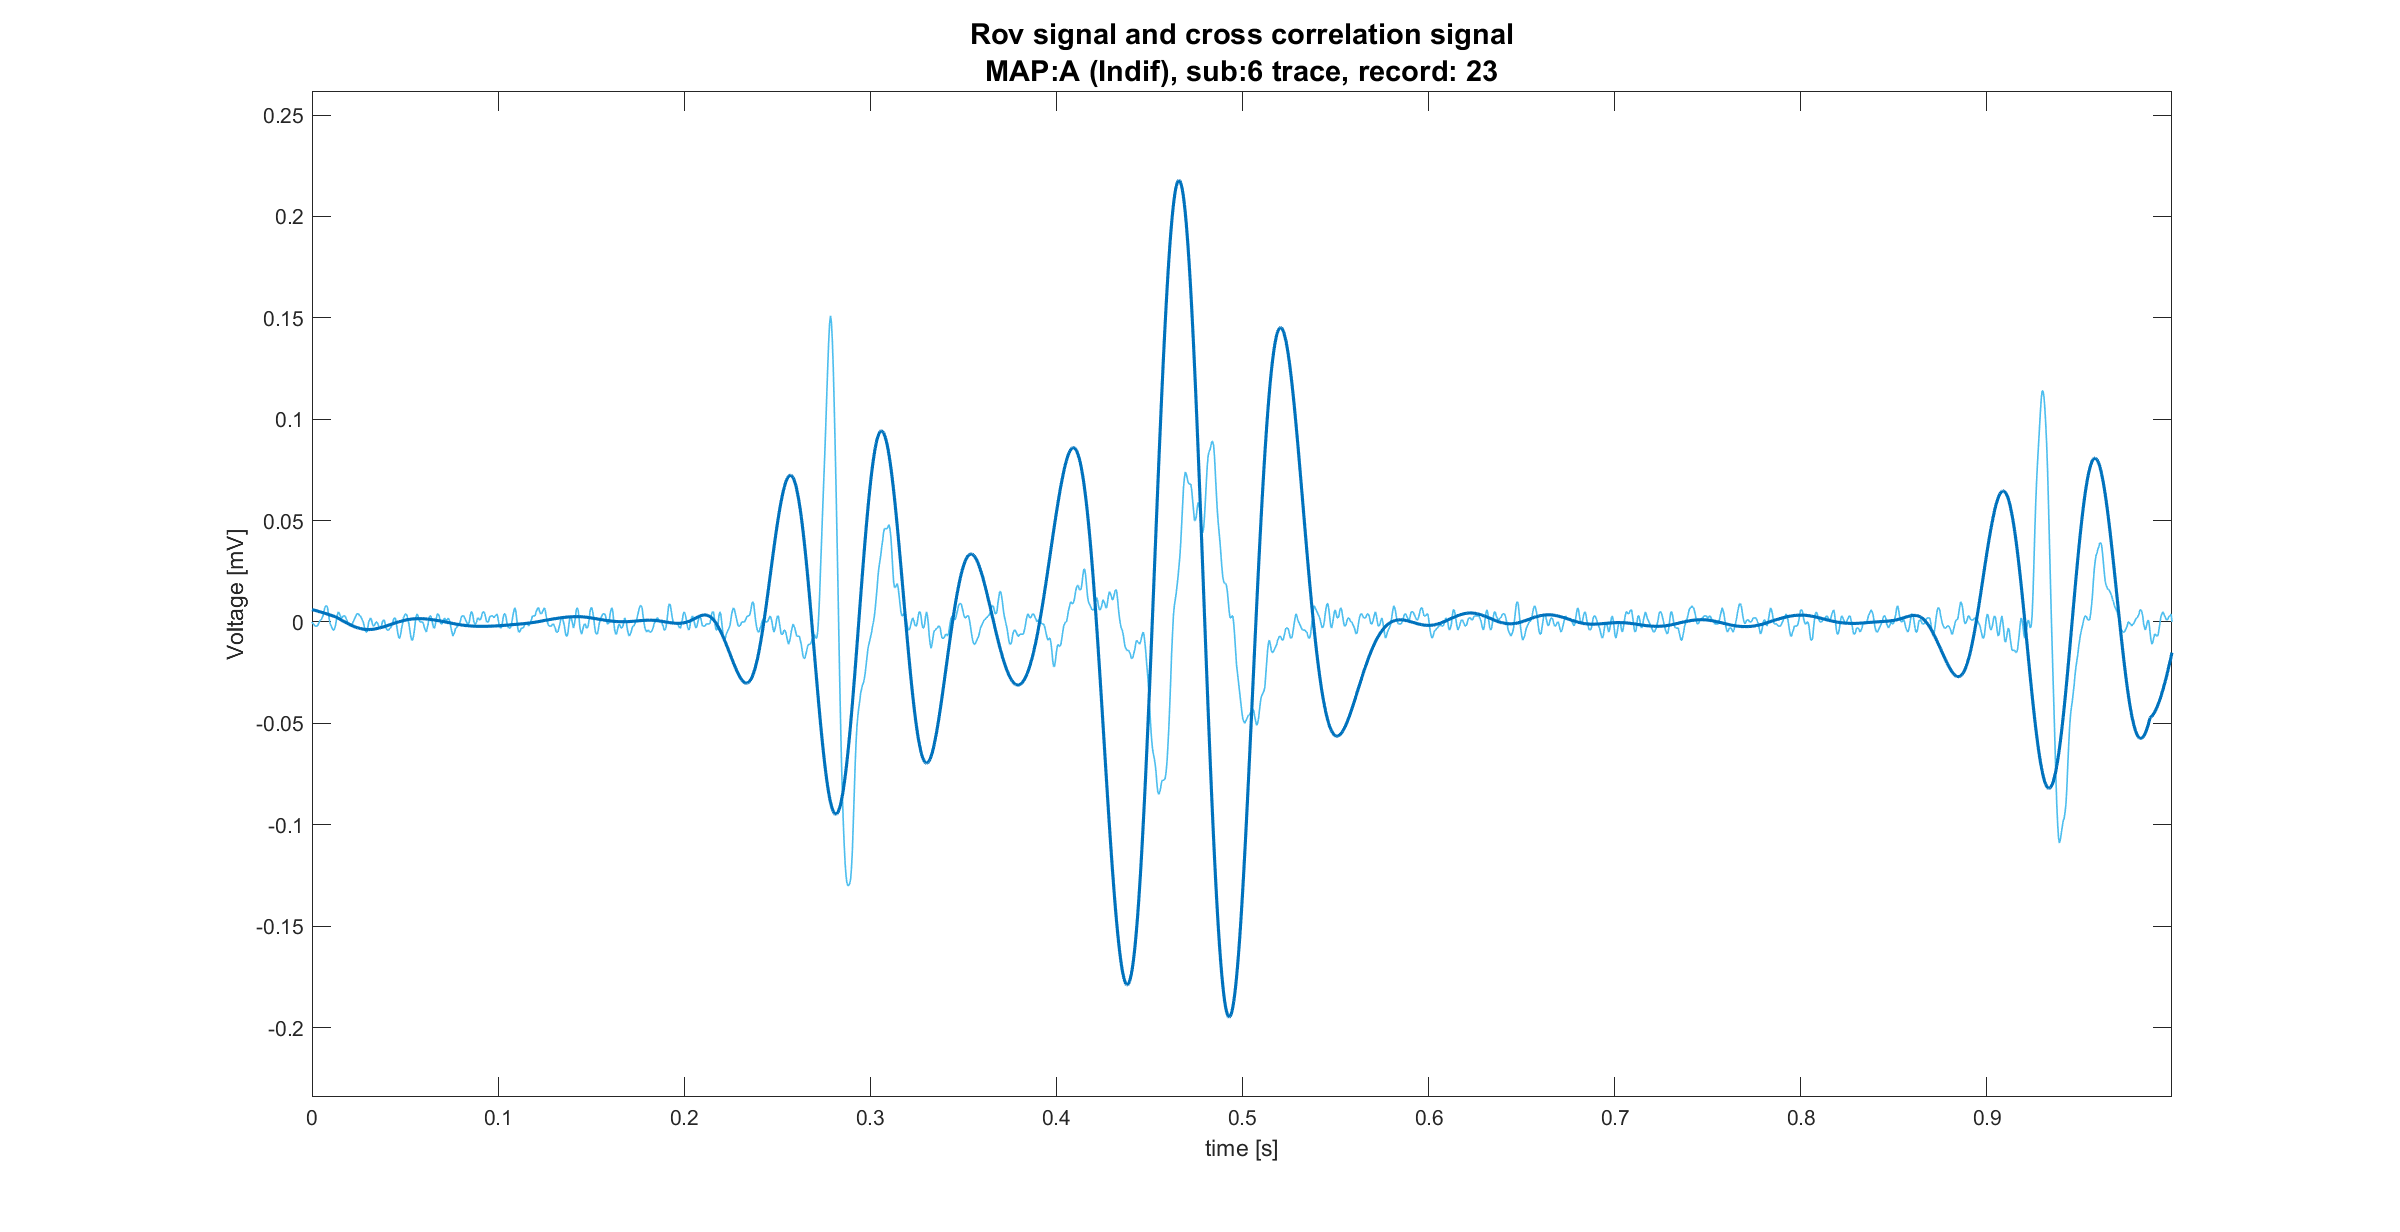 Rov signal and cross correlation signal
MAP:A (Indif), sub:6 trace, record: 23
0.25
0.2
0.15
0.1
0.05
0
-0.05
-0.1
-0.15
-0.2
Voltage [mV]
0 0.1 0.2 0.3 0.4 0.5 0.6 0.7 0.8 0.9
time [s]